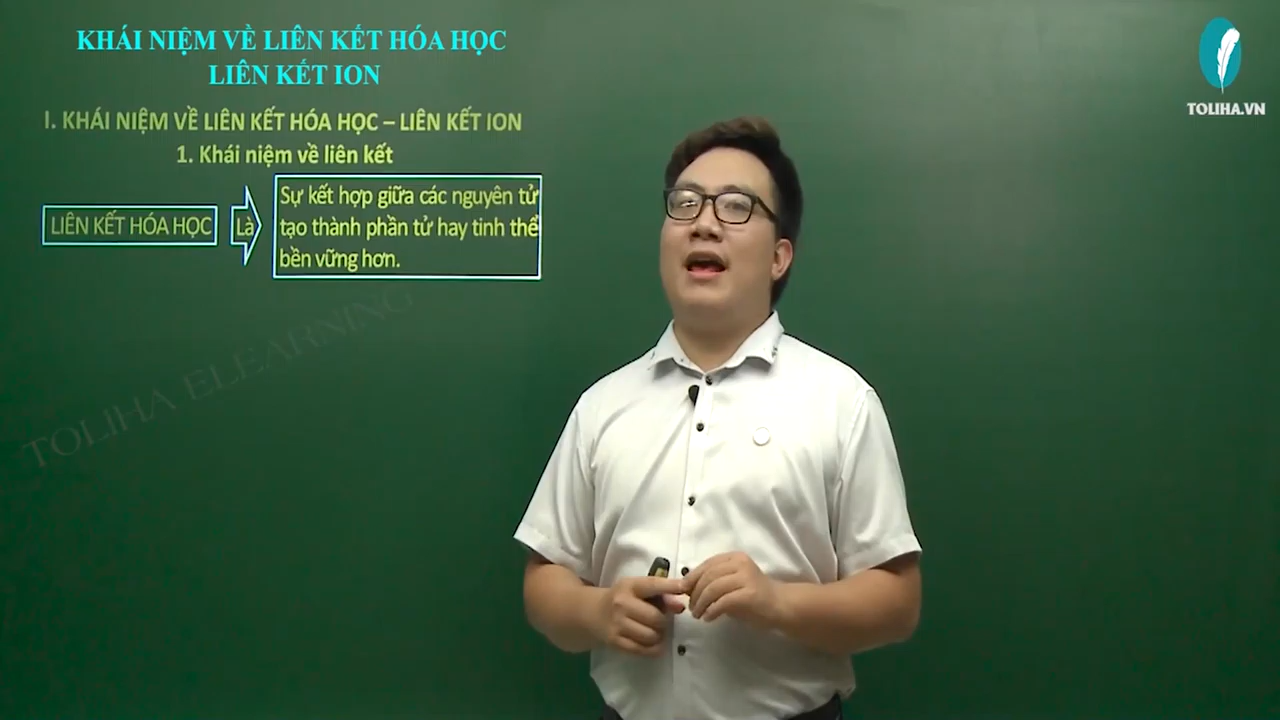 KHÁI NIỆM VỀ LIÊN KẾT HÓA HỌC
LIÊN KẾT ION
TOLIHA.VN
I. KHÁI NIỆM VỀ LIÊN KẾT HÓA HỌC – LIÊN KẾT ION
1. Khái niệm về liên kết
LIÊN KẾT HÓA HỌC
Là
Sự kết hợp giữa các nguyên tử
tạo thành phần tử hay tinh thể
bền vững hơn.
TOLIHA ELEARNING